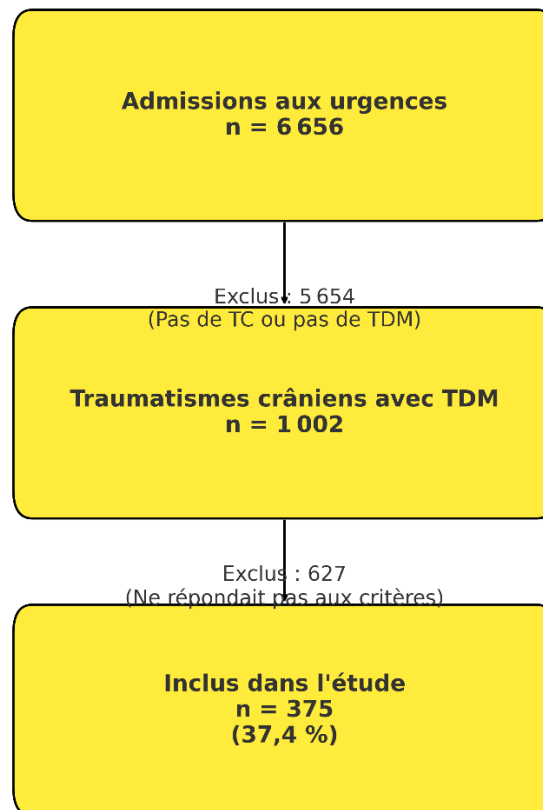 Admissions aux urgences
n = 6 656
Exclus : 5 654
(Pas de TC ou pas de TDM)
Traumatismes crâniens avec TDM
n = 1 002
Exclus : 627
(Ne répondait pas aux critères)
Inclus dans l'étude
n = 375
(37,4 %)